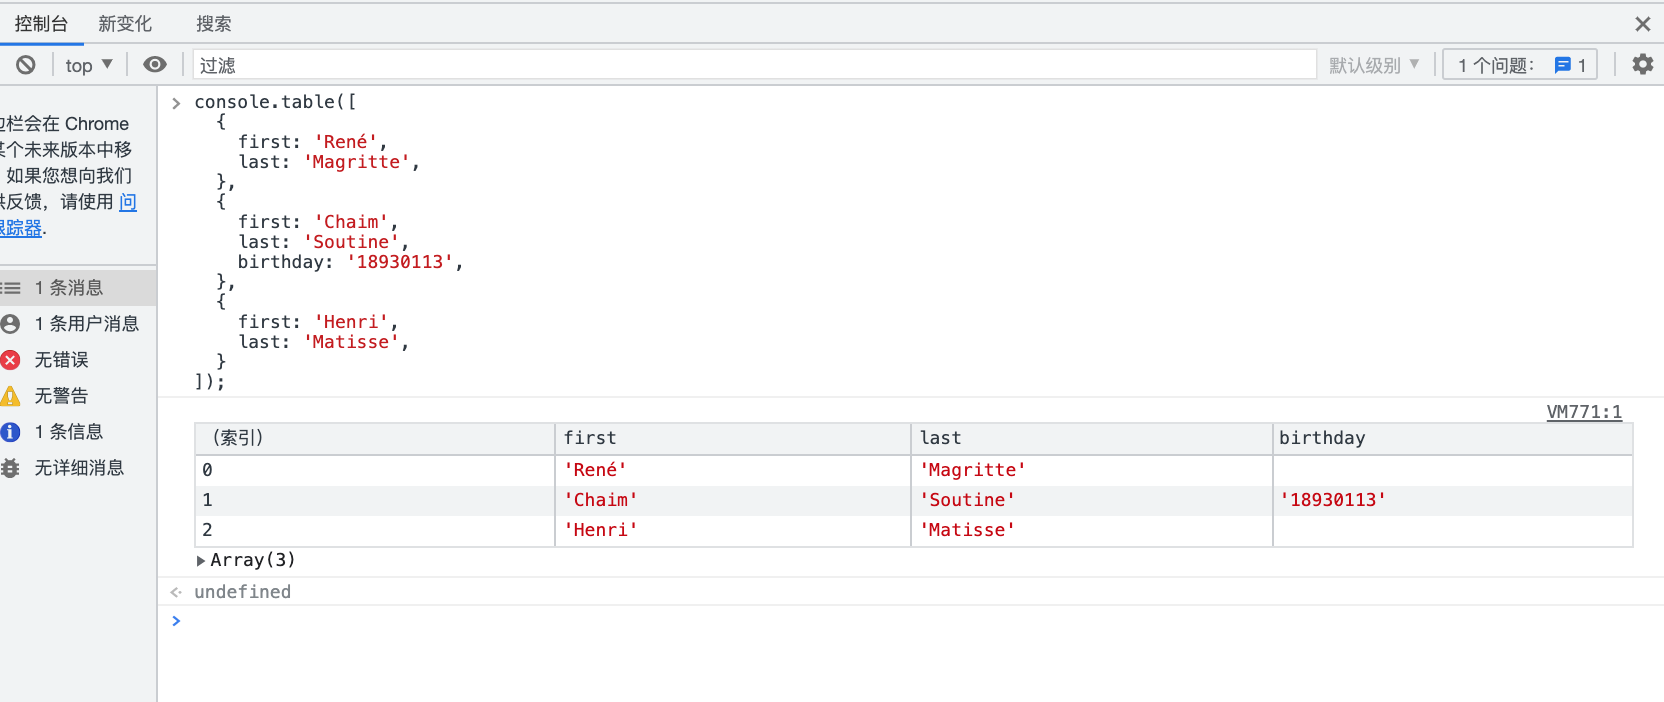 控制台 新变化 搜索
top 过滤 默认级别 1 个问题： 1
栏会在 Chrome
个未来版本中移
如果您想向我们
反馈，请使用 问
踪器.
1 条消息
1 条用户消息
无错误
无警告
1 条信息
无详细消息
console.table([
{
first: 'René',
last: 'Magritte',
},
{
first: 'Chaim',
last: 'Soutine',
birthday: '18930113',
},
{
first: 'Henri',
last: 'Matisse',
}
]);
VM771:1
(索引) first last birthday
0 'René' 'Magritte'
1 'Chaim' 'Soutine' '18930113'
2 'Henri' 'Matisse'
Array(3)
undefined